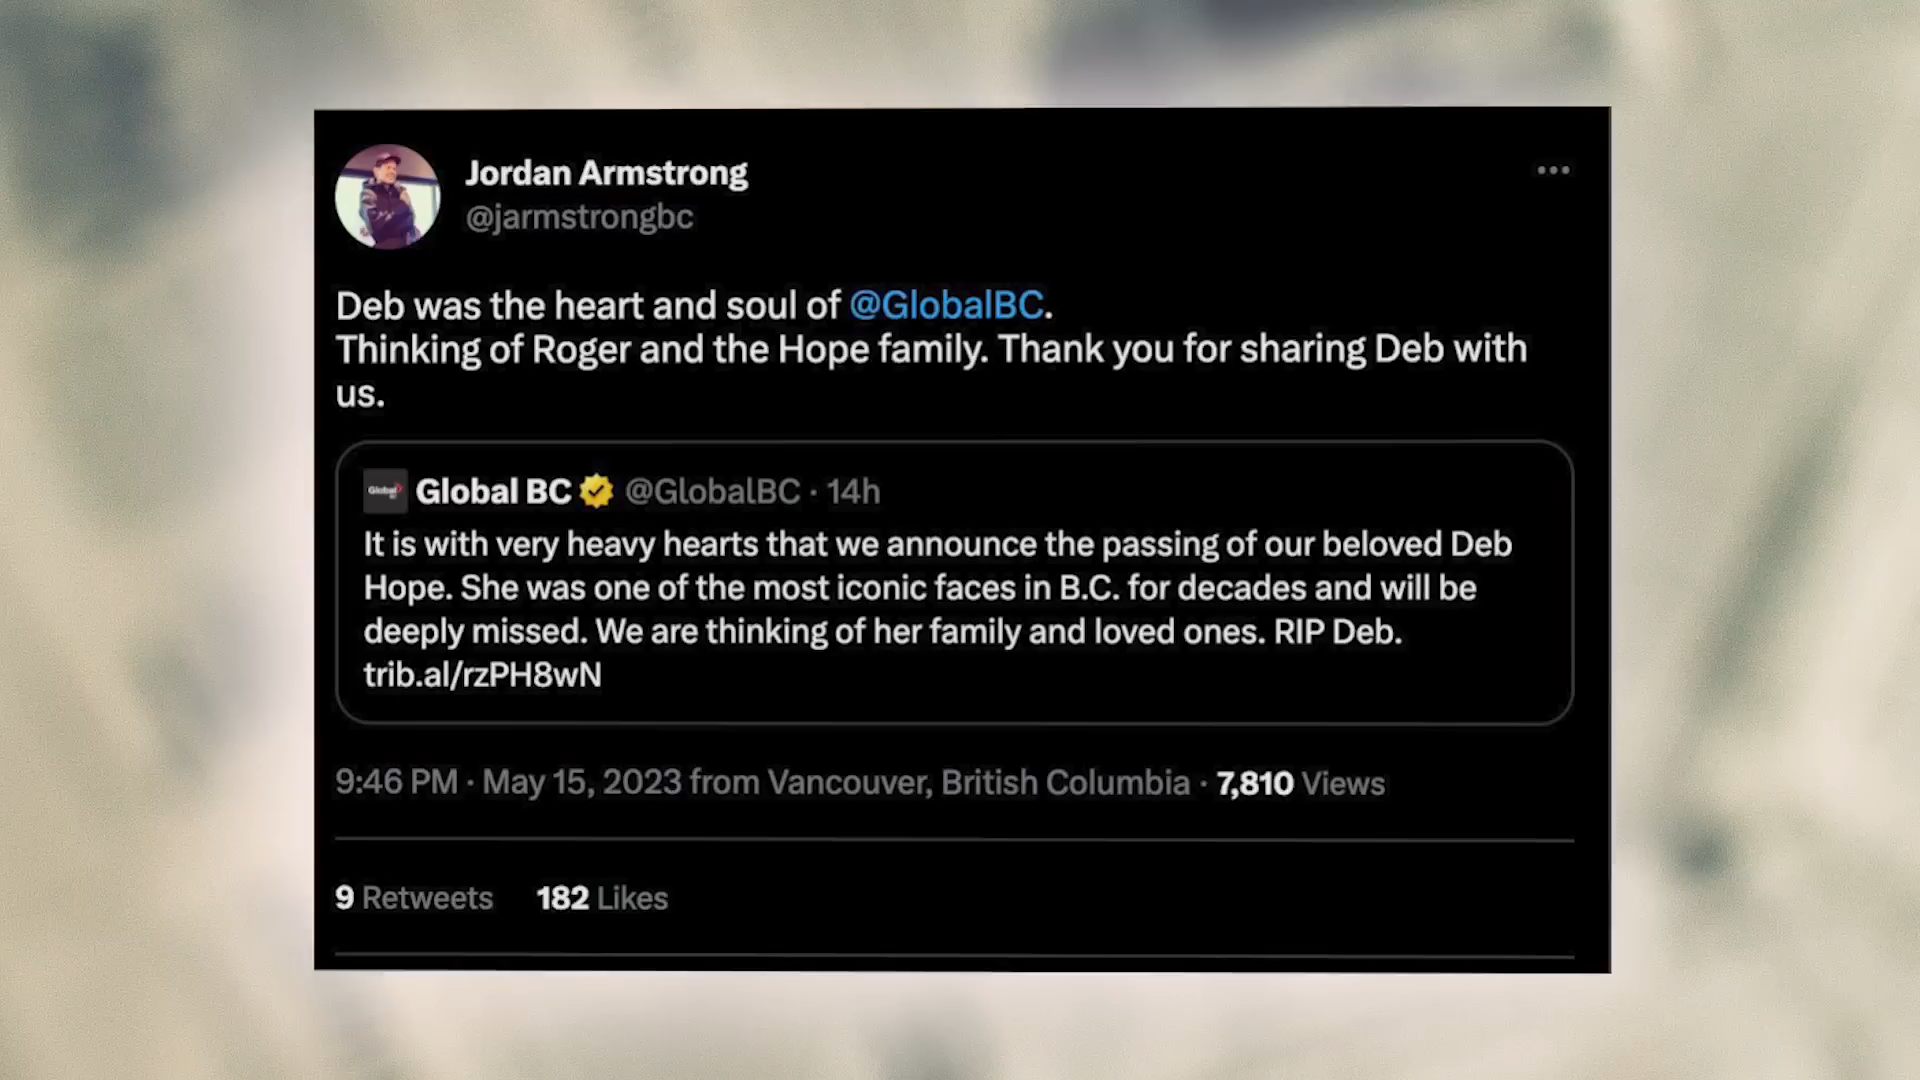 Jordan Armstrong
@jarmstrongbc
Deb was the heart and soul of @GlobalBC.
Thinking of Roger and the Hope family. Thank you for sharing Deb with
us.
Global BC @GlobalBC · 14h
It is with very heavy hearts that we announce the passing of our beloved Deb
Hope. She was one of the most iconic faces in B.C. for decades and will be
deeply missed. We are thinking of her family and loved ones. RIP Deb.
trib.al/rzPH8wN
9:46 PM · May 15, 2023 from Vancouver, British Columbia · 7,810 Views
9 Retweets 182 Likes